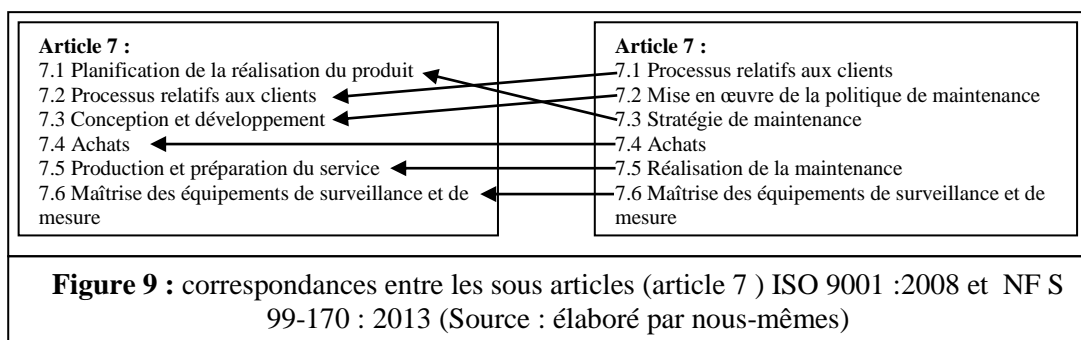 Article 7 :
7.1 Planification de la réalisation du produit
7.2 Processus relatifs aux clients
7.3 Conception et développement
7.4 Achats
7.5 Production et préparation du service
7.6 Maîtrise des équipements de surveillance et de
mesure
Article 7 :
7.1 Processus relatifs aux clients
7.2 Mise en œuvre de la politique de maintenance
7.3 Stratégie de maintenance
7.4 Achats
7.5 Réalisation de la maintenance
7.6 Maîtrise des équipements de surveillance et de
mesure
Figure 9 : correspondances entre les sous articles (article 7 ) ISO 9001 :2008 et NF S
99-170 : 2013 (Source : élaboré par nous-mêmes)